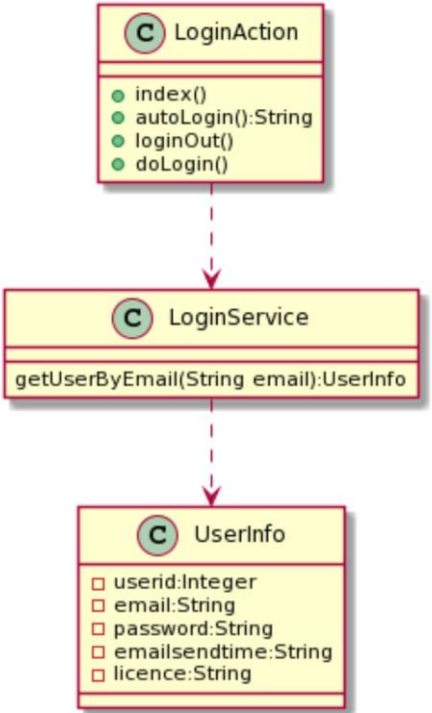 C LoginAction
index()
autoLogin():String
loginOut()
doLogin()
C LoginService
getUserByEmail(String email):UserInfo
C UserInfo
userid:Integer
email:String
password:String
emailsendtime:String
licence:String